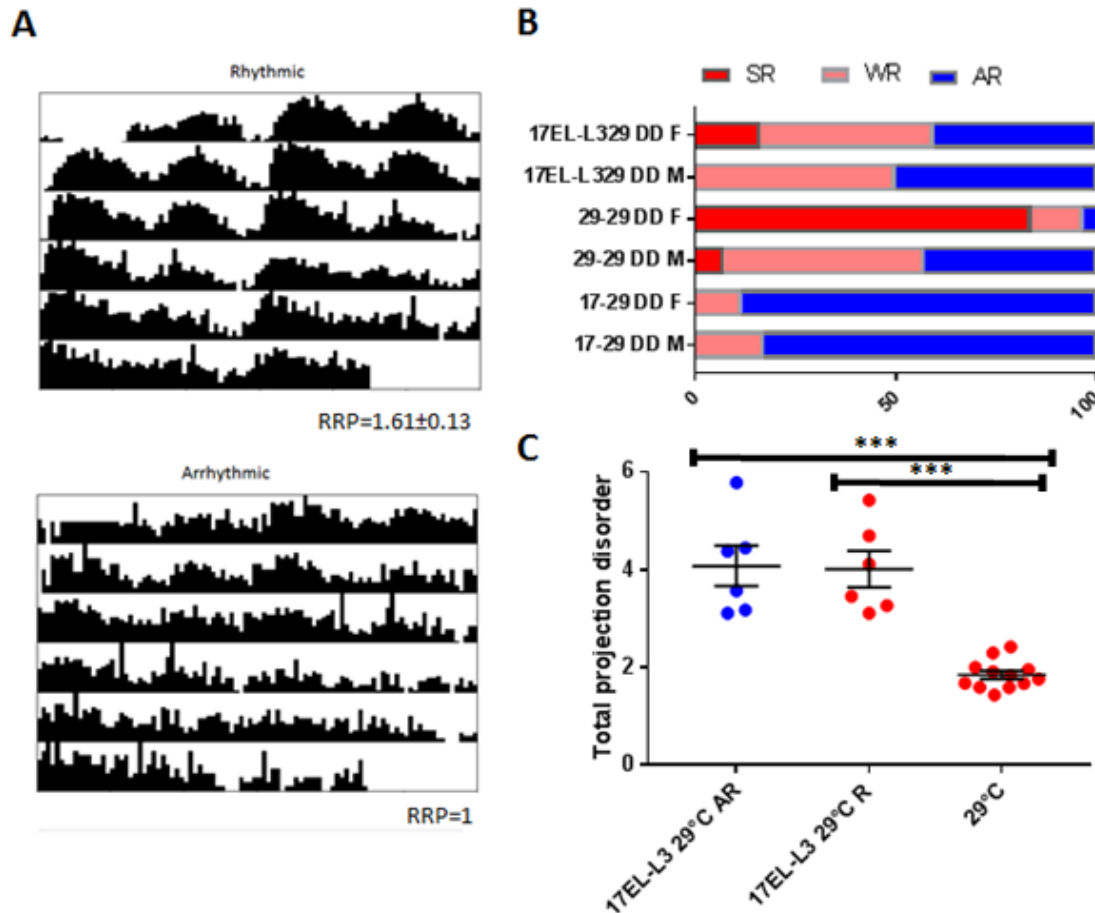 A
Rhythmic
RRP=1.61±0.13
Arrhythmic
RRP=1
B
SR WR AR
17EL-L329 DD F
17EL-L329 DD M
29-29 DD F
29-29 DD M
17-29 DD F
17-29 DD M
0 50 100
C
***
***
Total projection disorder
6
4
2
0
17EL-L3 29°C AR
17EL-L3 29°C R
29°C